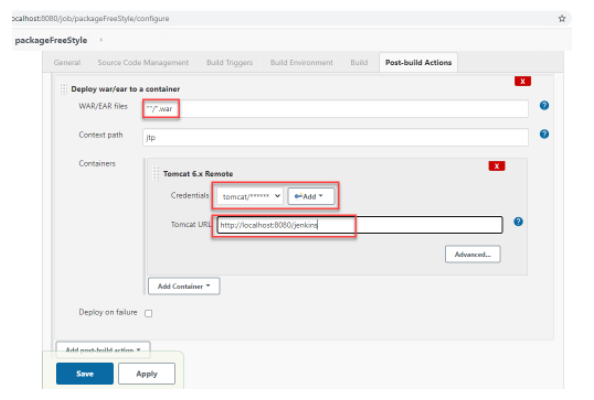 ocalhost:8080/job/packageFreeStyle/configure
packageFreeStyle
General Source Code Management Build Triggers Build Environment Build Post-build Actions
Deploy war/ear to a container
X
WAR/EAR files
**/*.war
Context path
jtp
Containers
Tomcat 6.x Remote
X
Credentials
tomcat/******
Add
Tomcat URL
http://localhost:8080/jenkins
Advanced...
Add Container
Deploy on failure
Add post-build action
Save
Apply